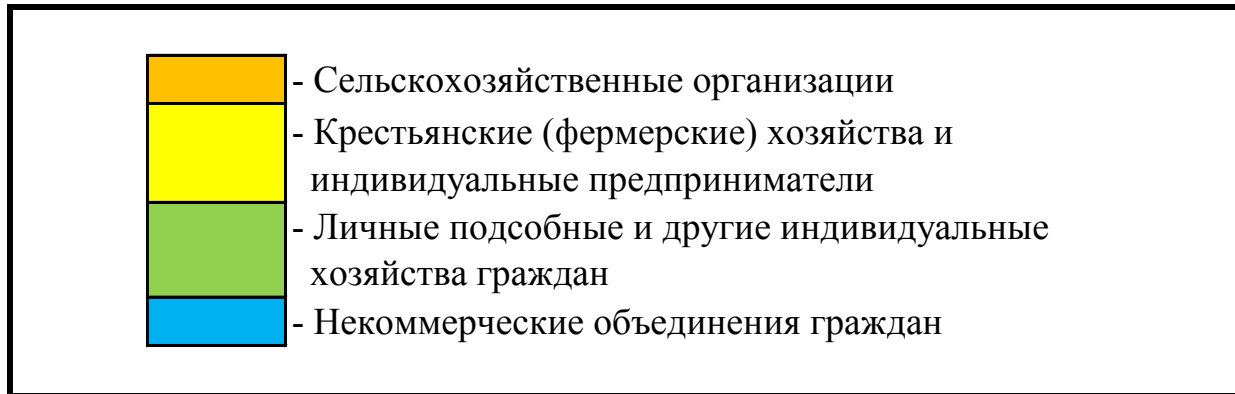 - Сельскохозяйственные организации
- Крестьянские (фермерские) хозяйства и
индивидуальные предприниматели
- Личные подсобные и другие индивидуальные
хозяйства граждан
- Некоммерческие объединения граждан